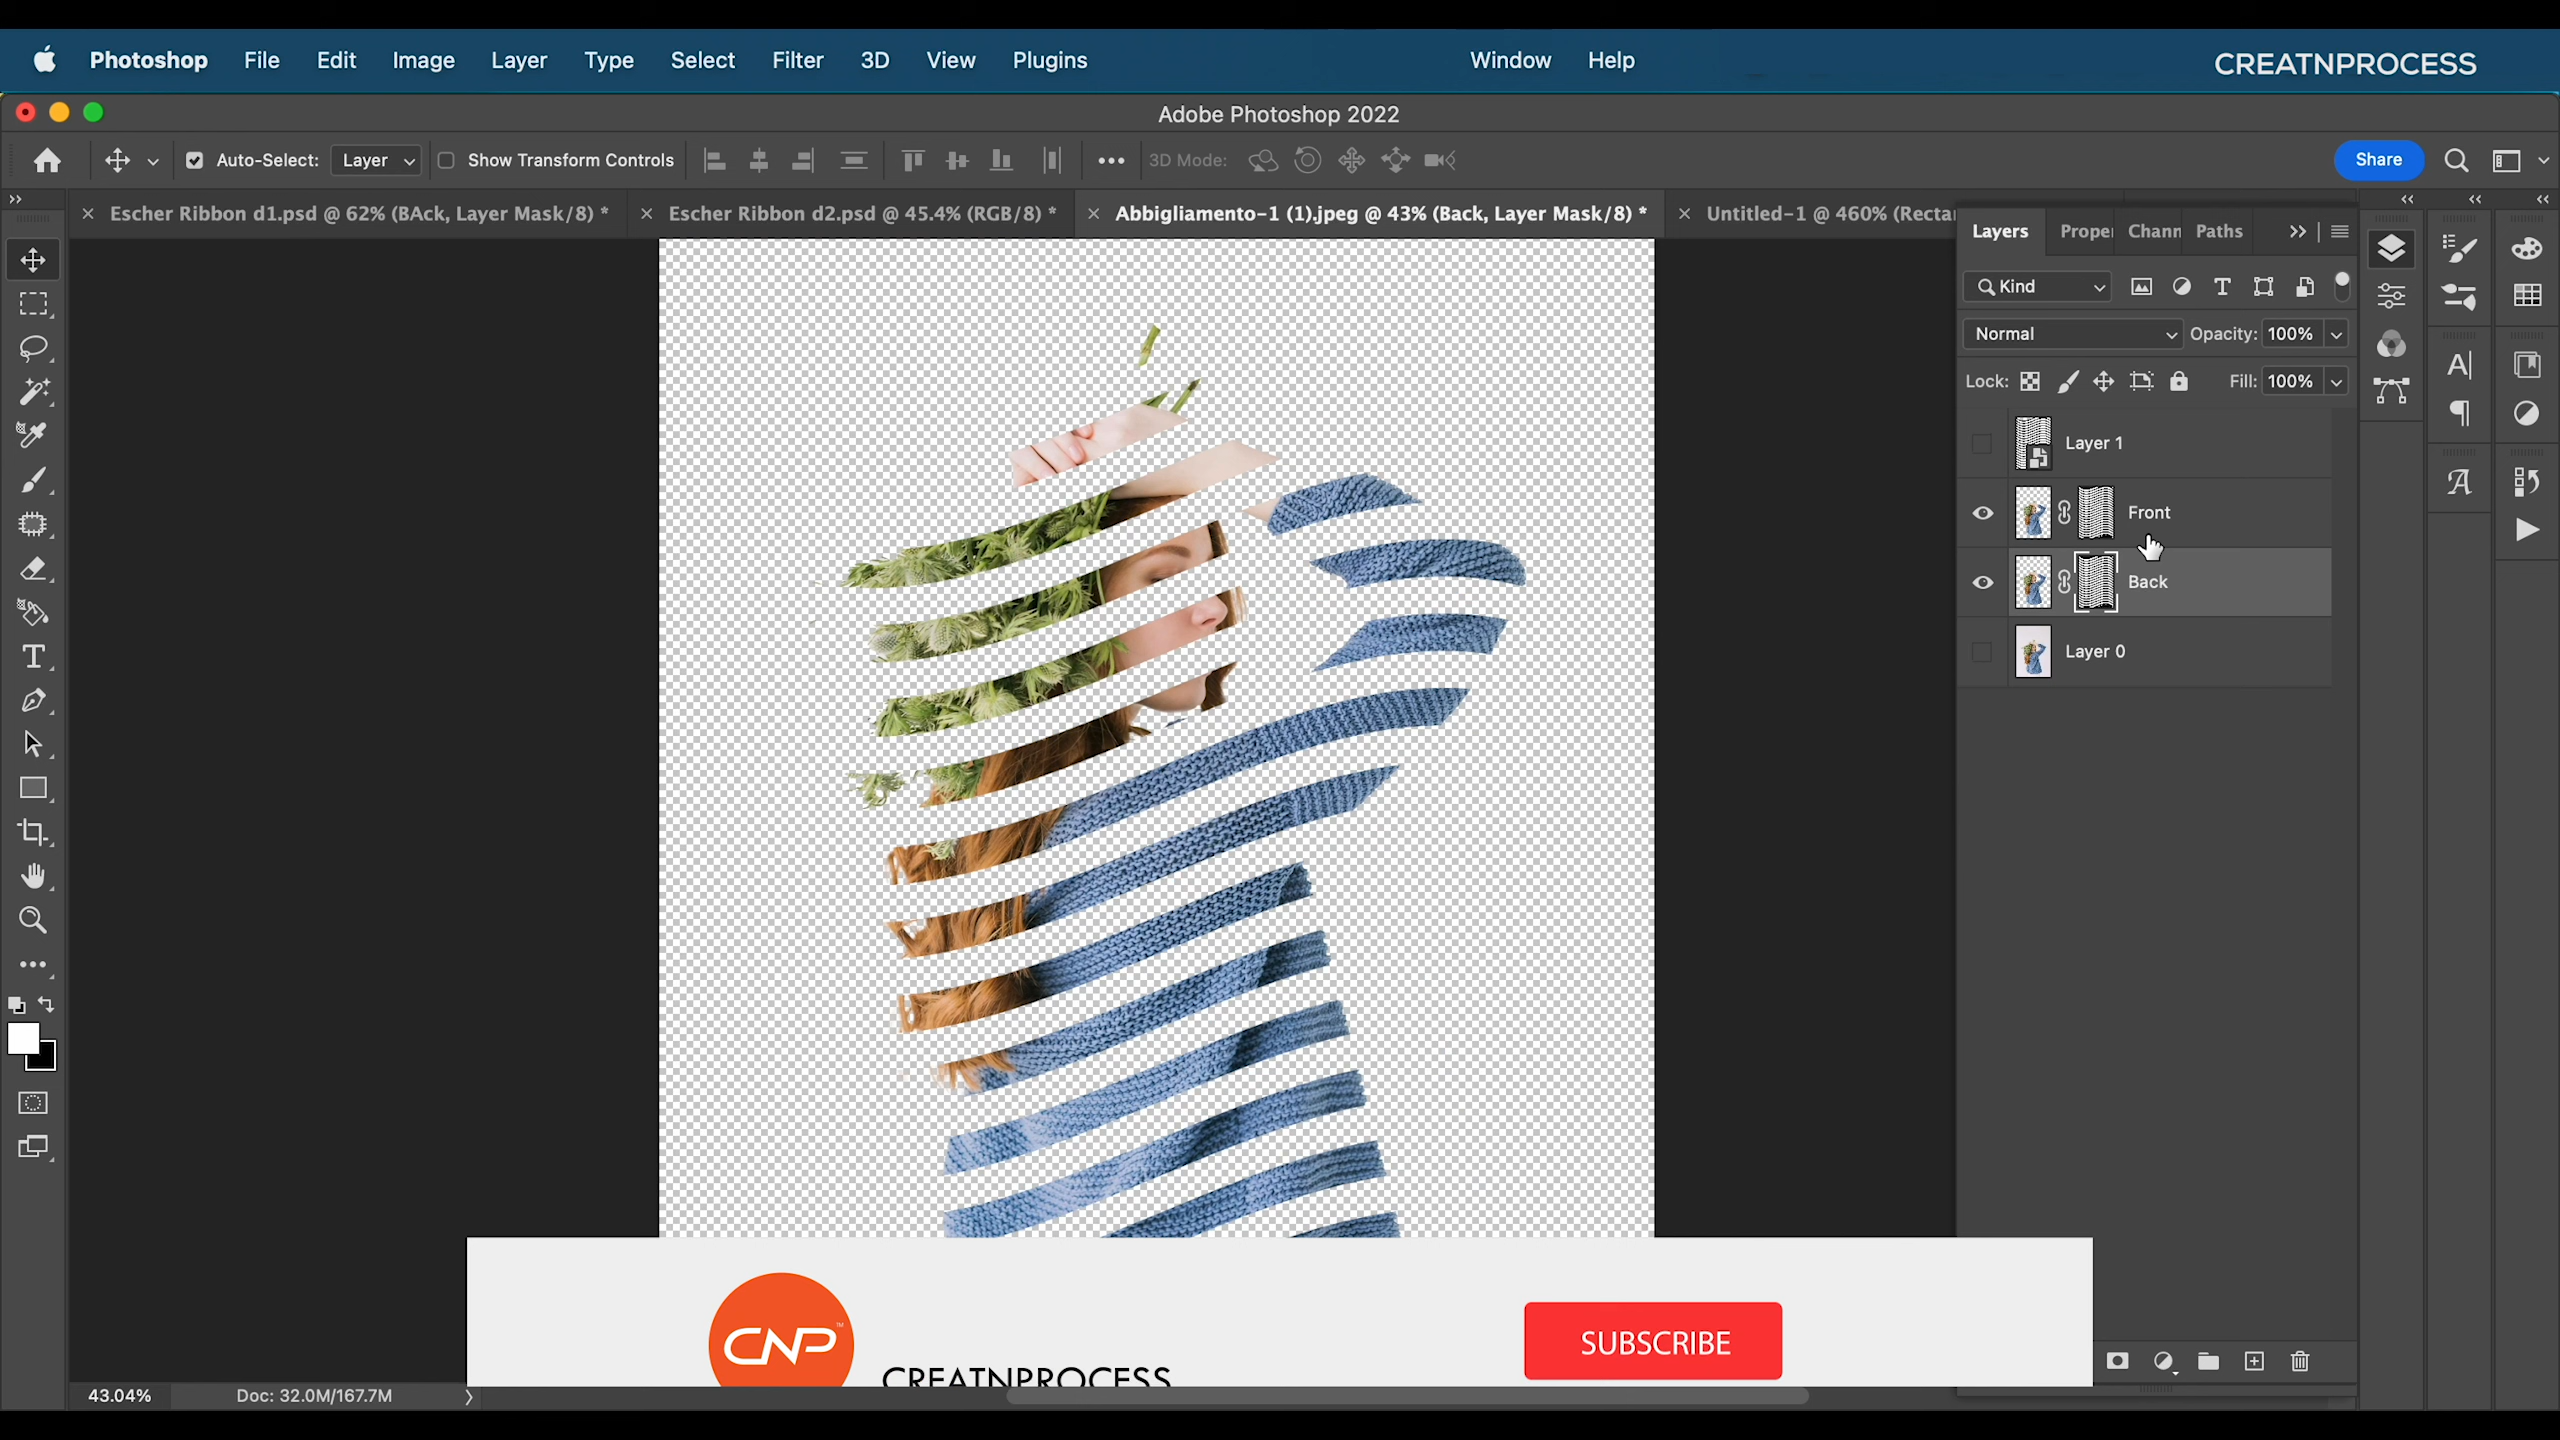 Photoshop File Edit Image Layer Type Select Filter 3D View Plugins Window Help CREATNPROCESS
Adobe Photoshop 2022
Auto-Select: Layer Show Transform Controls 3D Mode: Share
Escher Ribbon d1.psd @ 62% (BAck, Layer Mask/8) * Escher Ribbon d2.psd @ 45.4% (RGB/8) * Abbigliamento-1 (1).jpeg @ 43% (Back, Layer Mask/8) * Untitled-1 @ 460% (Rectan
Layers Proper Chann Paths
Kind
Normal Opacity: 100%
Lock: Fill: 100%
Layer 1
Front
Back
Layer 0
CNP™
CREATNPROCESS
SUBSCRIBE
43.04% Doc: 32.0M/167.7M